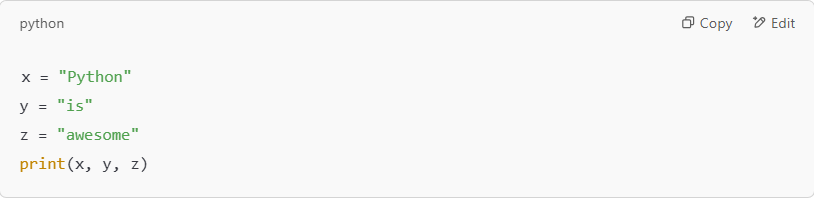 python Copy Edit
x = "Python"
y = "is"
z = "awesome"
print(x, y, z)